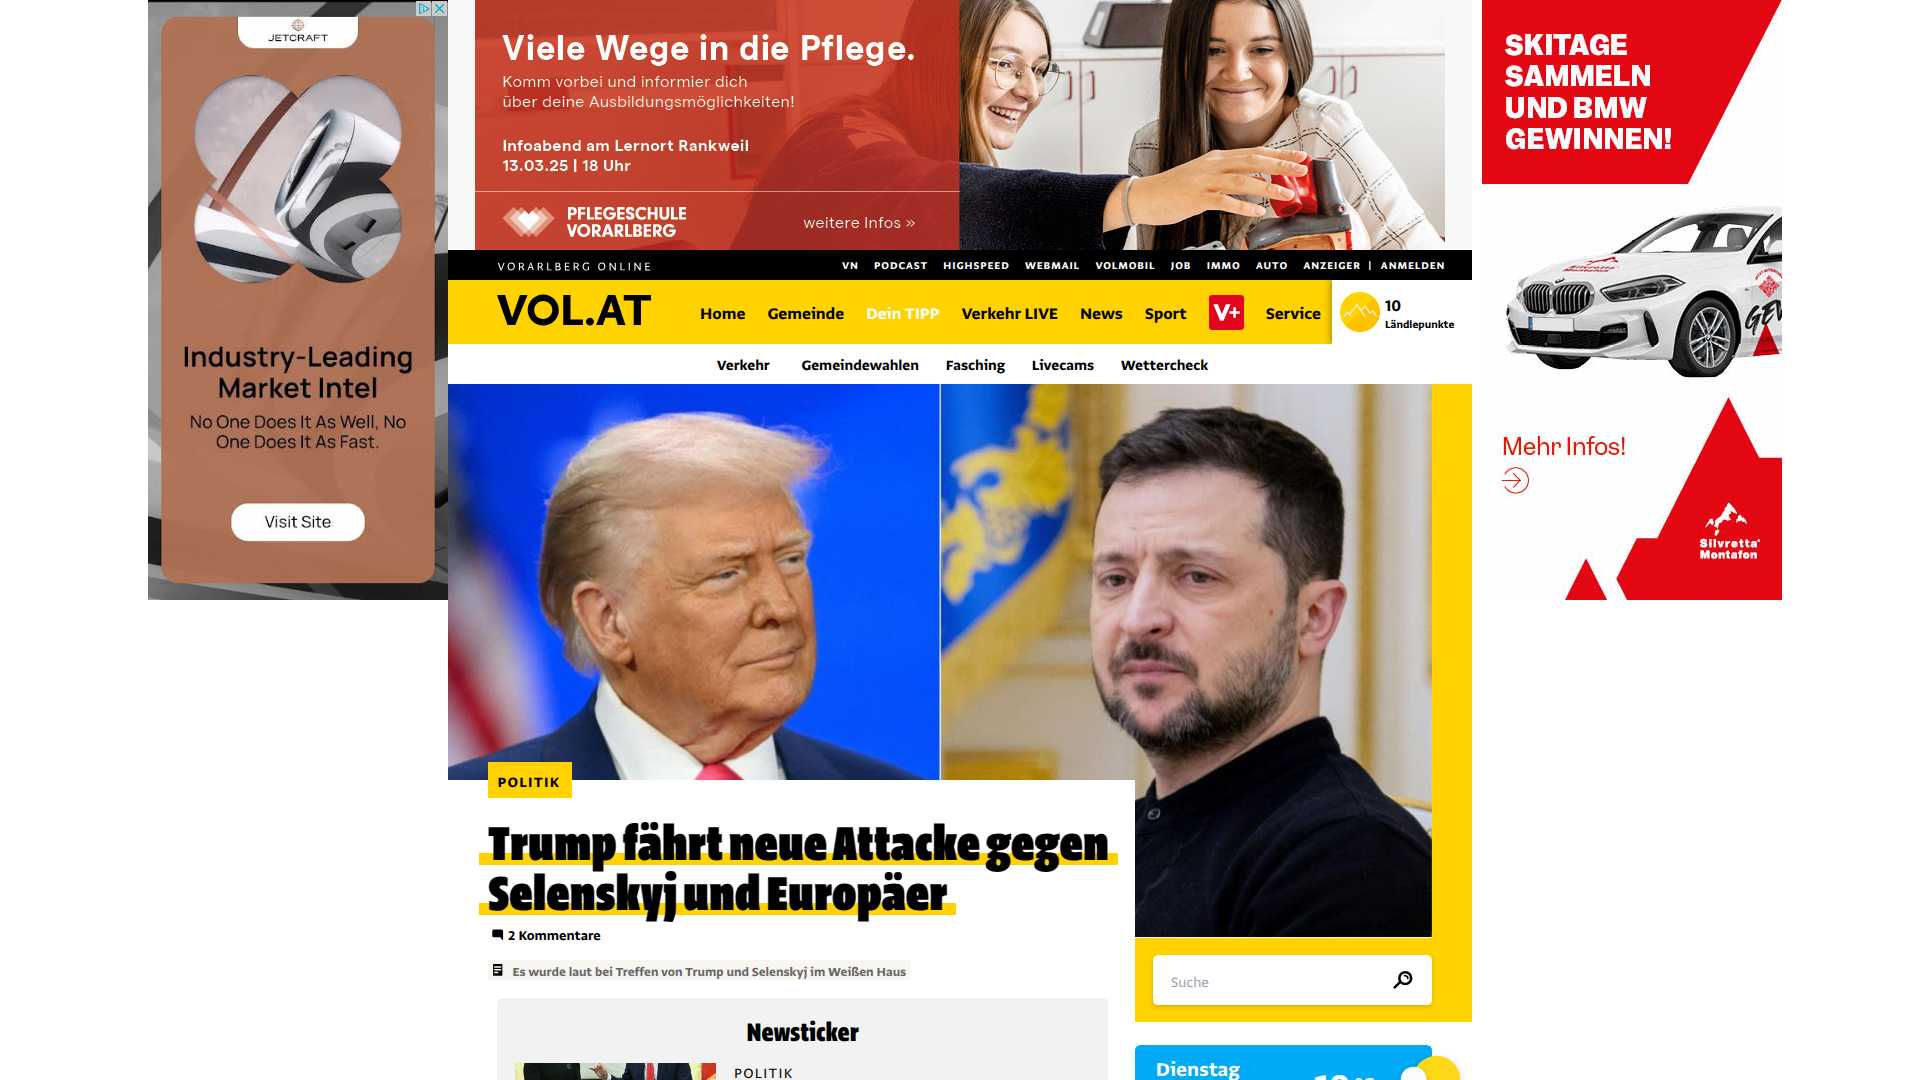 JETCRAFT
Industry-Leading
Market Intel
No One Does It As Well, No
One Does It As Fast.
Visit Site
Viele Wege in die Pflege.
Komm vorbei und informier dich
über deine Ausbildungsmöglichkeiten!
Infoabend am Lernort Rankweil
13.03.25 | 18 Uhr
PFLEGESCHULE
VORARLBERG
weitere Infos »
SKITAGE
SAMMELN
UND BMW
GEWINNEN!
Mehr Infos!
Silvretta
Montafon
VORARLBERG ONLINE
VN PODCAST HIGHSPEED WEBMAIL VOLMOBIL JOB IMMO AUTO ANZEIGER | ANMELDEN
VOL.AT
Home Gemeinde Dein TIPP Verkehr LIVE News Sport V+ Service
10
Ländlepunkte
Verkehr Gemeindewahlen Fasching Livecams Wettercheck
POLITIK
Trump fährt neue Attacke gegen
Selenskyj und Europäer
2 Kommentare
Es wurde laut bei Treffen von Trump und Selenskyj im Weißen Haus
Newsticker
POLITIK
Suche
Dienstag